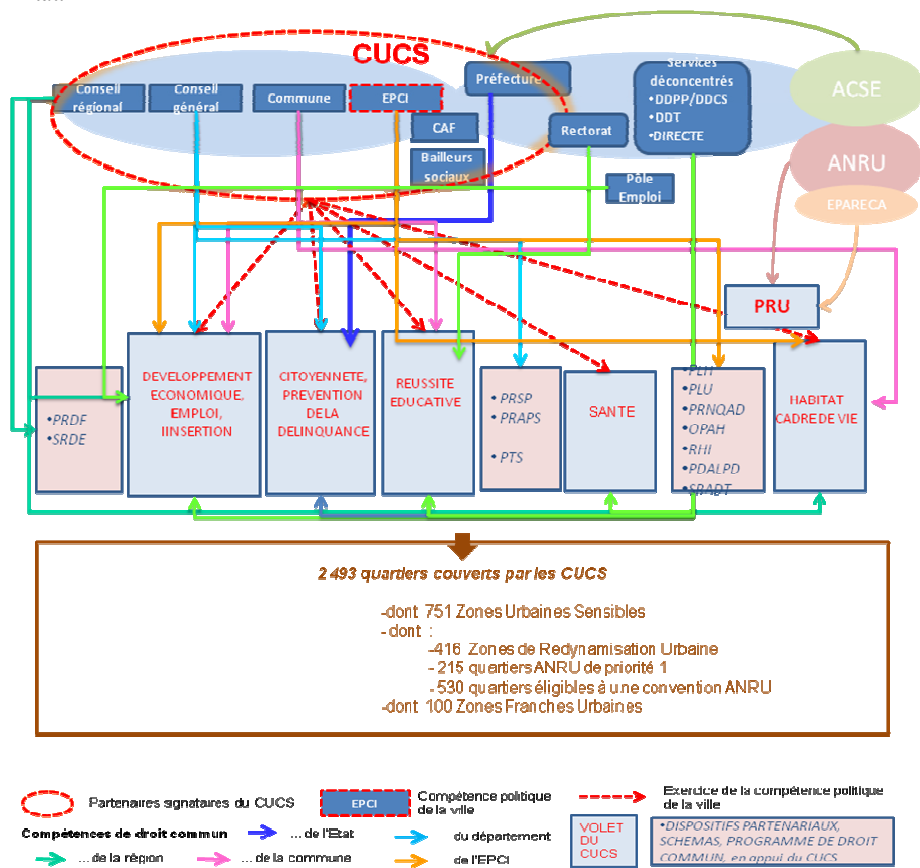 CUCS
Conseil
régional
Conseil
général
Commune
EPCI
CAF
Bailleurs
sociaux
Préfecture
Rectorat
Services
déconcentrés
•DDPP/DDCS
•DDT
•DIRECTE
Pôle
Emploi
ACSE
ANRU
EPARECA
PRU
•PRDF
•SRDE
DEVELOPPEMENT
ECONOMIQUE,
EMPLOI,
IINSERTION
CITOYENNETE,
PREVENTION
DE LA
DELINQUANCE
REUSSITE
EDUCATIVE
•PRSP
•PRAPS
•PTS
SANTE
•PLH
•PLU
•PRNQAD
•OPAH
•RHI
•PDALPD
•SRADT
HABITAT
CADRE DE VIE
2 493 quartiers couverts par les CUCS
-dont 751 Zones Urbaines Sensibles
- dont :
-416 Zones de Redynamisation Urbaine
- 215 quartiers ANRU de priorité 1
- 530 quartiers éligibles à une convention ANRU
-dont 100 Zones Franches Urbaines
Partenaires signataires du CUCS
EPCI
Compétence politique
de la ville
Exercice de la compétence politique
de la ville
Compétences de droit commun
... de l'Etat
du département
... de la région
... de la commune
de l'EPCI
VOLET
DU
CUCS
•DISPOSITIFS PARTENARIAUX,
SCHEMAS, PROGRAMME DE DROIT
COMMUN, en appui du CUCS